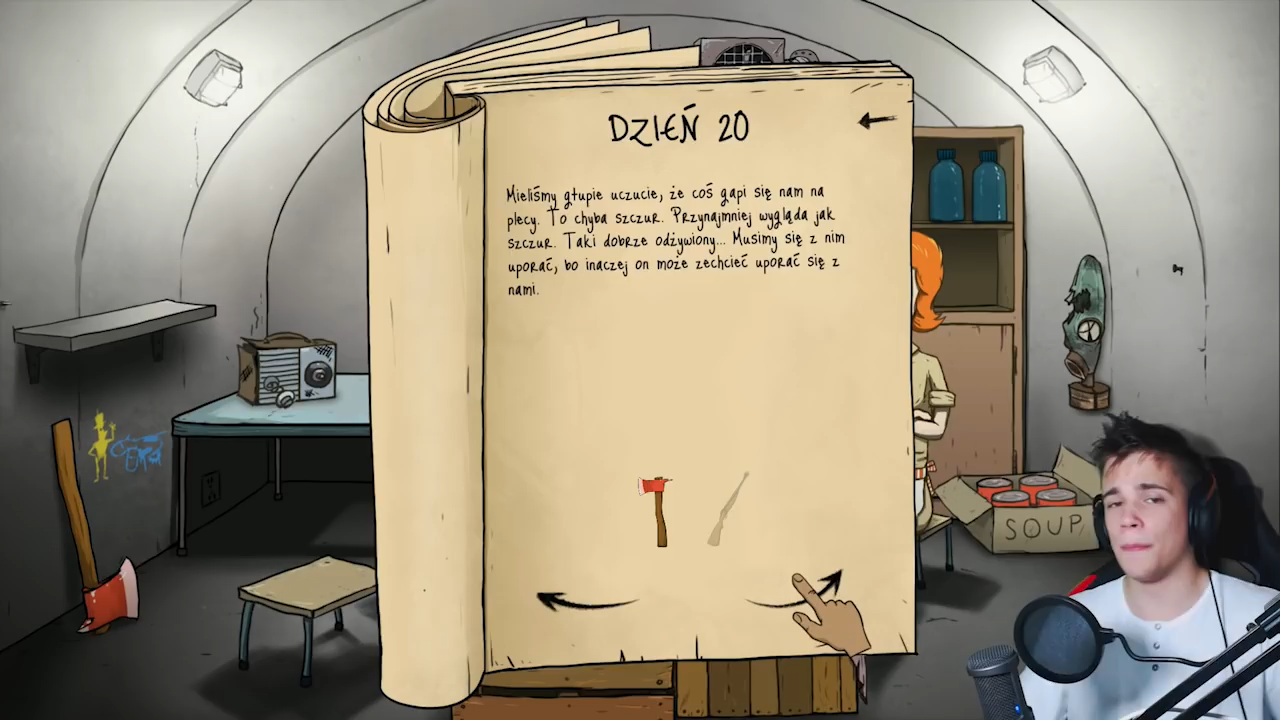 DZIEŃ 20
Mieliśmy głupie uczucie, że coś gapi się nam na
plecy. To chyba szczur. Przynajmniej wygląda jak
szczur. Taki dobrze odżywiony... Musimy się z nim
uporać, bo inaczej on może zechcieć uporać się z
nami.
SOUP